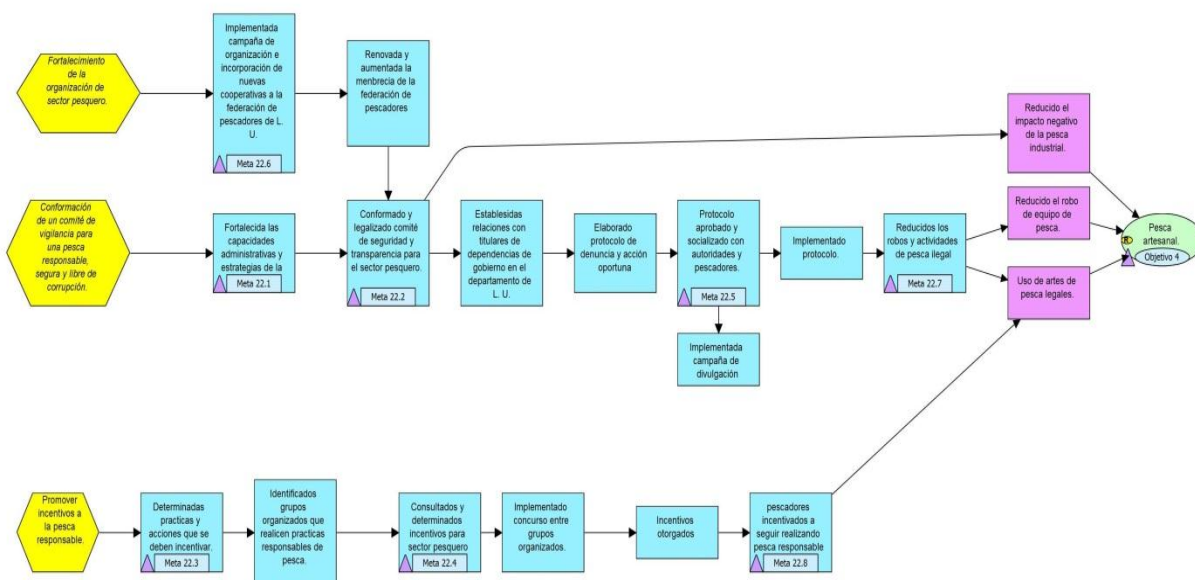 Fortalecimiento
de la
organización de
sector pesquero.
Implementada
campaña de
organización e
incorporación de
nuevas
cooperativas a la
federación de
pescadores de L.
U.
Meta 22.6
Renovada y
aumentada la
menbrecia de la
federación de
pescadores
Reducido el
impacto negativo
de la pesca
industrial.
Conformación
de un comité de
vigilancia para
una pesca
responsable,
segura y libre de
corrupción.
Fortalecida las
capacidades
administrativas y
estrategias de la
Meta 22.1
Conformado y
legalizado comité
de seguridad y
transparencia para
el sector pesquero.
Meta 22.2
Establesidas
relaciones con
titulares de
dependencias de
gobierno en el
departamento de
L. U.
Elaborado
protocolo de
denuncia y acción
oportuna
Protocolo
aprobado y
socializado con
autoridades y
pescadores.
Meta 22.5
Implementado
protocolo.
Reducidos los
robos y actividades
de pesca ilegal
Meta 22.7
Reducido el robo
de equipo de
pesca.
Uso de artes de
pesca legales.
Pesca
artesanal.
Objetivo 4
Implementada
campaña de
divulgación
Promover
incentivos a
la pesca
responsable.
Determinadas
practicas y
acciones que se
deben incentivar.
Meta 22.3
Identificados
grupos
organizados que
realicen practicas
responsables de
pesca.
Consultados y
determinados
incentivos para
sector pesquero
Meta 22.4
Implementado
concurso entre
grupos
organizados.
Incentivos
otorgados
pescadores
incentivados a
seguir realizando
pesca responsable
Meta 22.8